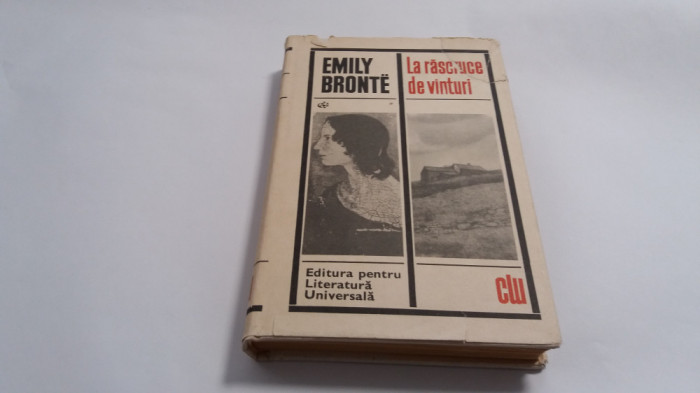 EMILY
BRONTË
La răscruce
de vînturi
Editura pentru
Literatură
Universală
clu